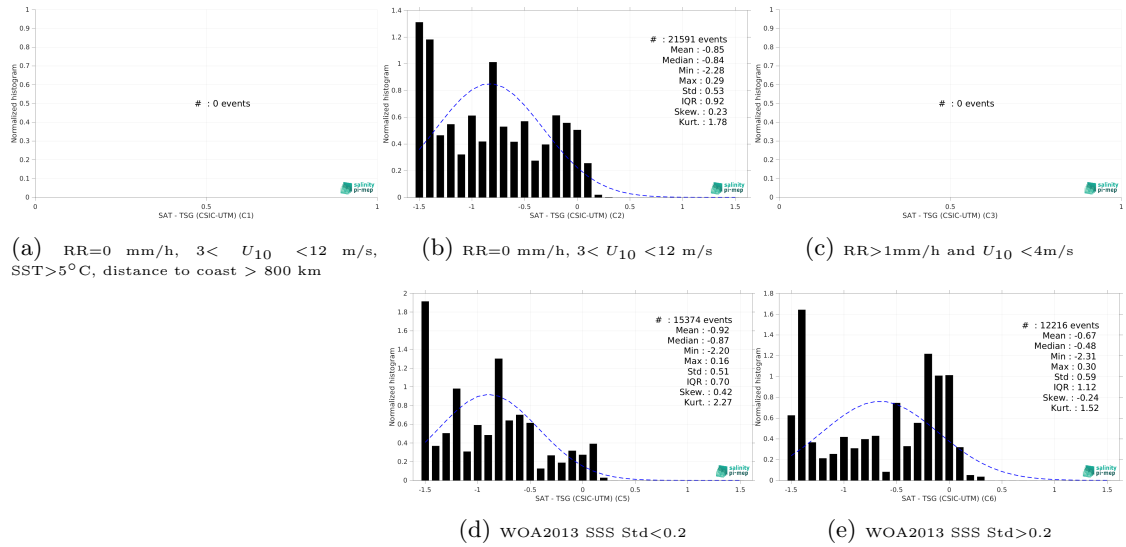 1
0.9
0.8
0.7
0.6
0.5
0.4
0.3
0.2
0.1
0
Normalized histogram
# : 0 events
salinity
pi-mep
0 0.5 1
SAT - TSG (CSIC-UTM) (C1)
(a) RR=0 mm/h, 3< U10 <12 m/s,
SST>5°C, distance to coast > 800 km
1.4
1.2
1
0.8
0.6
0.4
0.2
0
Normalized histogram
# : 21591 events
Mean : -0.85
Median : -0.84
Min : -2.28
Max : 0.29
Std : 0.53
IQR : 0.92
Skew. : 0.23
Kurt. : 1.78
salinity
pi-mep
-1.5 -1 -0.5 0 0.5 1 1.5
SAT - TSG (CSIC-UTM) (C2)
(b) RR=0 mm/h, 3< U10 <12 m/s
1
0.9
0.8
0.7
0.6
0.5
0.4
0.3
0.2
0.1
0
Normalized histogram
# : 0 events
salinity
pi-mep
0 0.5 1
SAT - TSG (CSIC-UTM) (C3)
(c) RR>1mm/h and U10 <4m/s
2
1.8
1.6
1.4
1.2
1
0.8
0.6
0.4
0.2
0
Normalized histogram
# : 15374 events
Mean : -0.92
Median : -0.87
Min : -2.20
Max : 0.16
Std : 0.51
IQR : 0.70
Skew. : 0.42
Kurt. : 2.27
salinity
pi-mep
-1.5 -1 -0.5 0 0.5 1 1.5
SAT - TSG (CSIC-UTM) (C5)
(d) WOA2013 SSS Std<0.2
1.8
1.6
1.4
1.2
1
0.8
0.6
0.4
0.2
0
Normalized histogram
# : 12216 events
Mean : -0.67
Median : -0.48
Min : -2.31
Max : 0.30
Std : 0.59
IQR : 1.12
Skew. : -0.24
Kurt. : 1.52
salinity
pi-mep
-1.5 -1 -0.5 0 0.5 1 1.5
SAT - TSG (CSIC-UTM) (C6)
(e) WOA2013 SSS Std>0.2